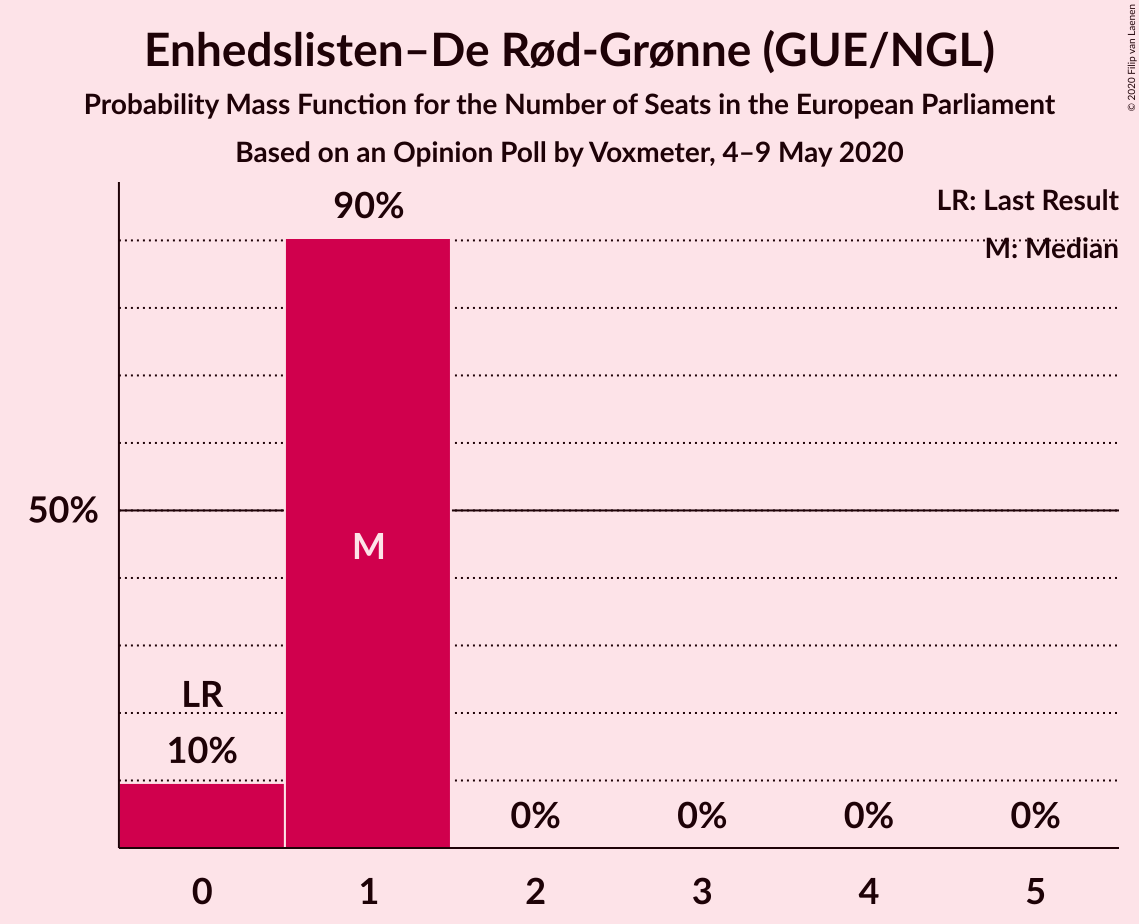 Enhedslisten–De Rød-Grønne (GUE/NGL)
Probability Mass Function for the Number of Seats in the European Parliament
Based on an Opinion Poll by Voxmeter, 4–9 May 2020
© 2020 Filip van Laenen
LR: Last Result
M: Median
90%
50%
M
LR
10%
0% 0% 0% 0%
0 1 2 3 4 5